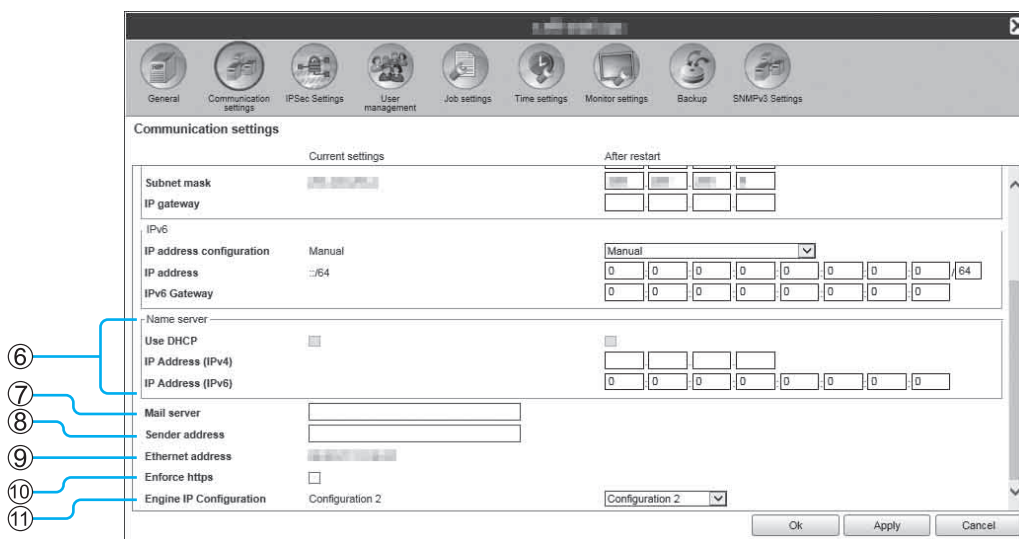 General
Communication settings
IPSec Settings
User management
Job settings
Time settings
Monitor settings
Backup
SNMPv3 Settings
Communication settings
Current settings After restart
Subnet mask
IP gateway
IPv6
IP address configuration Manual Manual
IP address ::/64 0 : 0 : 0 : 0 : 0 : 0 : 0 : 0 / 64
IPv6 Gateway 0 : 0 : 0 : 0 : 0 : 0 : 0 : 0
⑥ Name server
Use DHCP
IP Address (IPv4)
IP Address (IPv6) 0 : 0 : 0 : 0 : 0 : 0 : 0 : 0
⑦ Mail server
⑧ Sender address
⑨ Ethernet address
⑩ Enforce https
⑪ Engine IP Configuration Configuration 2 Configuration 2
Ok Apply Cancel